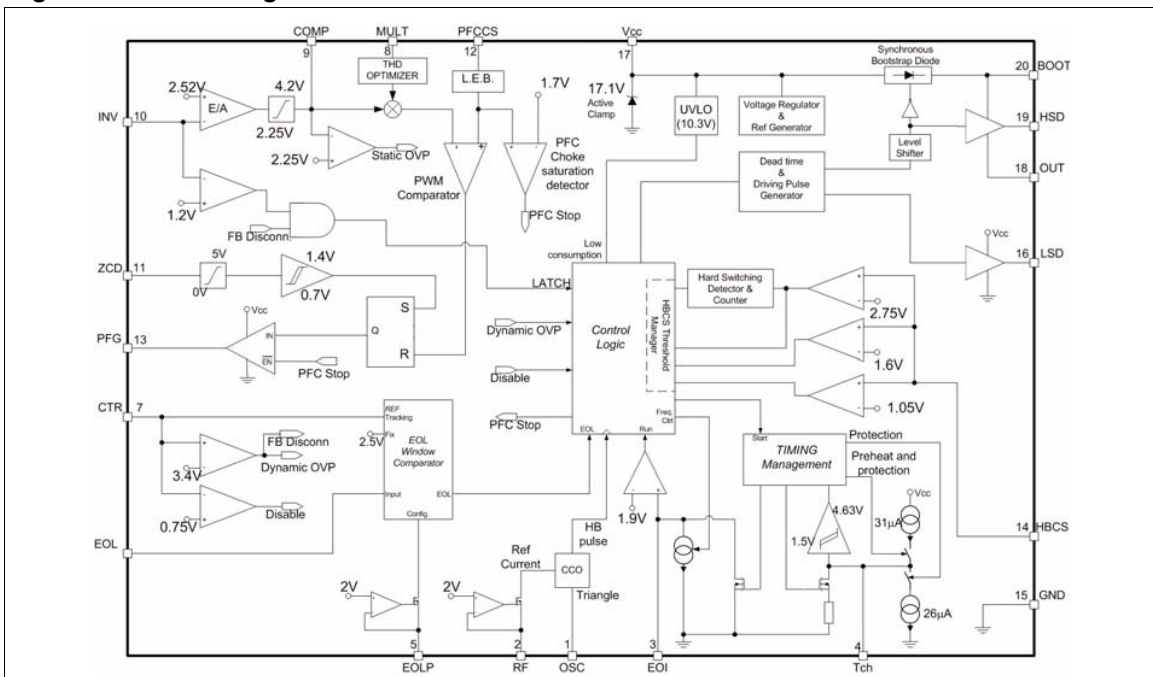 COMP
9
MULT
8
PFCCS
12
Vcc
17
THD
OPTIMIZER
L.E.B.
Synchronous
Bootstrap Diode
20
BOOT
2.52V
E/A
4.2V
2.25V
1.7V
17.1V
Active
Clamp
UVLO
(10.3V)
Voltage Regulator
&
Ref Generator
INV
10
19
HSD
Level
Shifter
2.25V
Static OVP
PWM
Comparator
PFC
Choke
saturation
detector
Dead time
&
Driving Pulse
Generator
18
OUT
1.2V
FB Disconn.
PFC Stop
Low
consumption
Vcc
16
LSD
ZCD
11
5V
0V
1.4V
0.7V
LATCH
Hard Switching
Detector &
Counter
2.75V
S
Q
R
Vcc
IN
EN
PFG
13
PFC Stop
Dynamic OVP
Control
Logic
HBCS Threshold
Manager
1.6V
Disable
1.05V
CTR
7
REF
Tracking
PFC Stop
Freq.
Ctrl
EOL
Run
2.5V
Fix
EOL
Window
Comparator
FB Disconn
Dynamic OVP
3.4V
Start
TIMING
Management
Protection
Preheat and
protection
Input
EOL
Config.
0.75V
Disable
1.9V
Vcc
4.63V
1.5V
31μA
14
HBCS
EOL
HB
pulse
Ref
Current
CCO
Triangle
2V
2V
26μA
15
GND
5
EOLP
2
RF
1
OSC
3
EOI
4
Tch